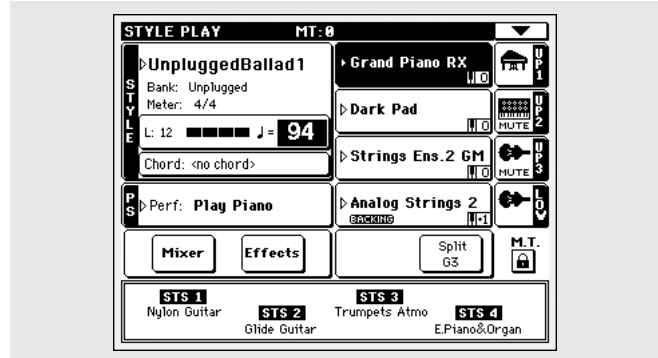 STYLE PLAY MT:0
STYLE
UnpluggedBallad1
Bank: Unplugged
Meter: 4/4
L: 12 ♩= 94
Chord: <no chord>
PS
Perf: Play Piano
Grand Piano RX
0
UP1
Dark Pad
0
MUTE
UP2
Strings Ens.2 GM
0
MUTE
UP3
Analog Strings 2
BACKING
+1
LOW
Mixer
Effects
Split
G3
M.T.
STS 1
Nylon Guitar
STS 2
Glide Guitar
STS 3
Trumpets Atmo
STS 4
E.Piano&Organ